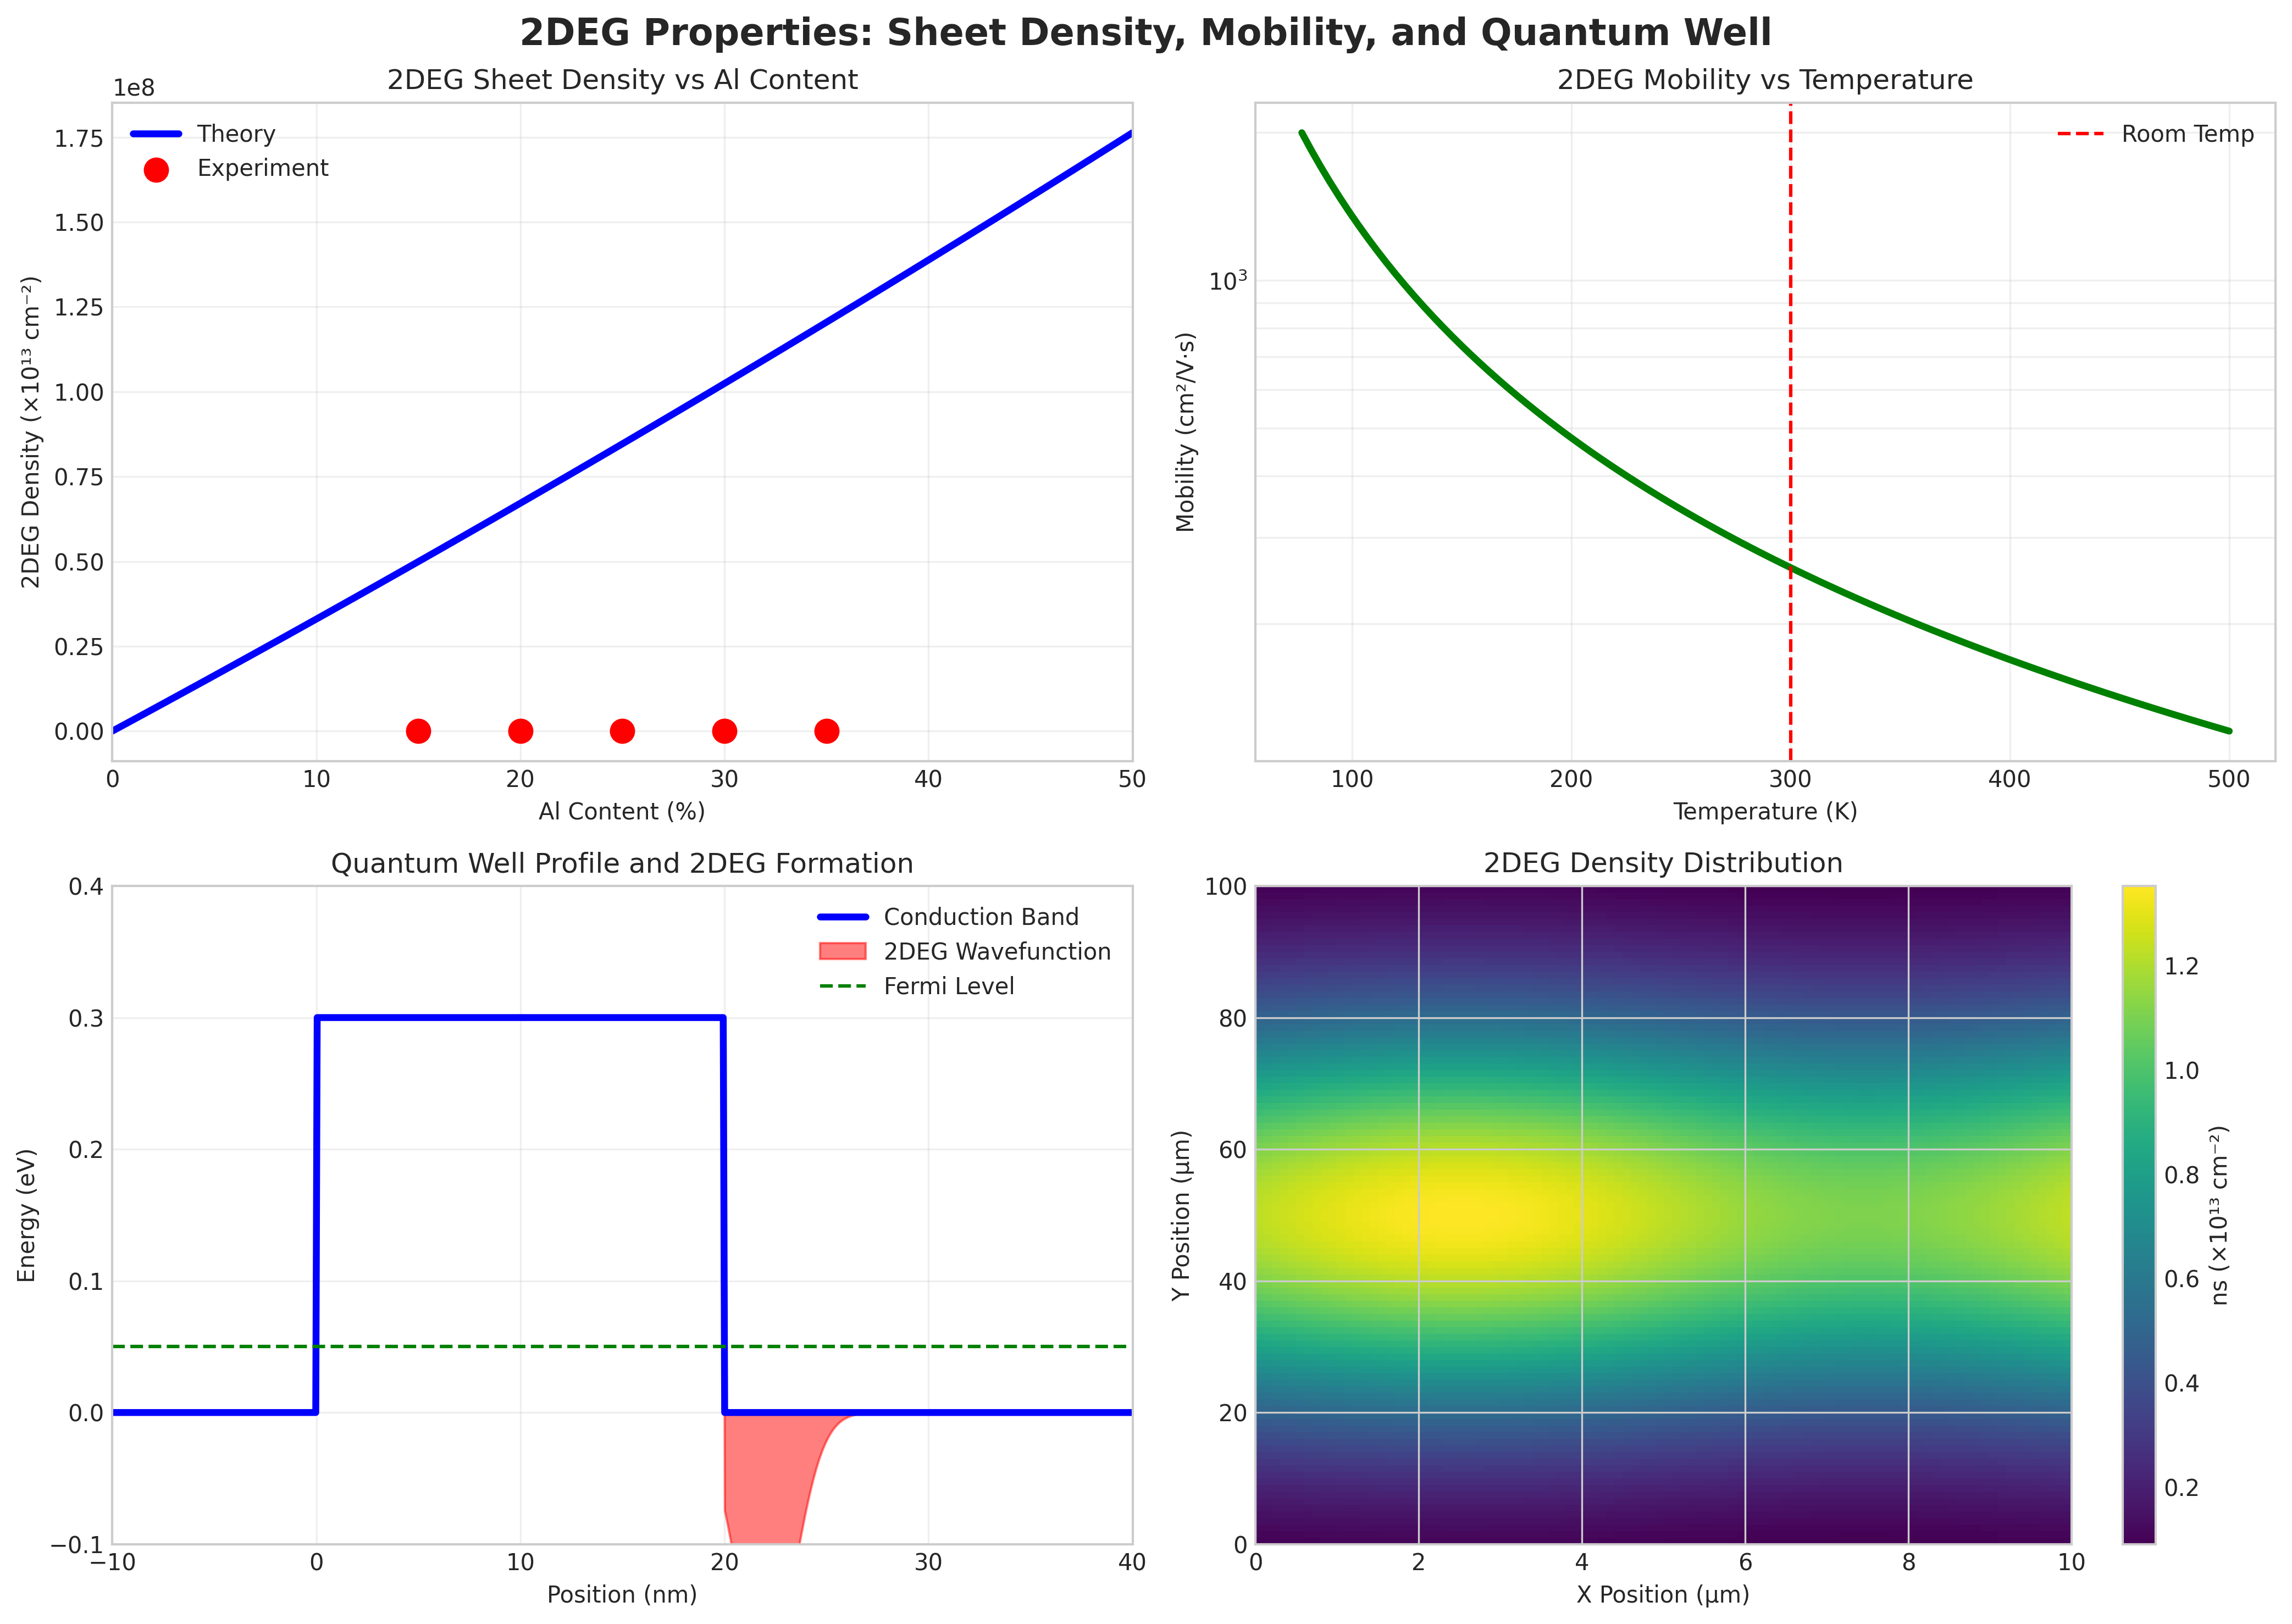 2DEG Properties: Sheet Density, Mobility, and Quantum Well
2DEG Sheet Density vs Al Content
1e8
Theory
Experiment
1.75
1.50
1.25
1.00
0.75
0.50
0.25
0.00
2DEG Density (×10¹³ cm⁻²)
0 10 20 30 40 50
Al Content (%)
2DEG Mobility vs Temperature
Room Temp
10³
Mobility (cm²/V·s)
100 200 300 400 500
Temperature (K)
Quantum Well Profile and 2DEG Formation
Conduction Band
2DEG Wavefunction
Fermi Level
0.4
0.3
0.2
0.1
0.0
−0.1
Energy (eV)
−10 0 10 20 30 40
Position (nm)
2DEG Density Distribution
100
80
60
40
20
0
Y Position (μm)
0 2 4 6 8 10
X Position (μm)
1.2
1.0
0.8
0.6
0.4
0.2
ns (×10¹³ cm⁻²)